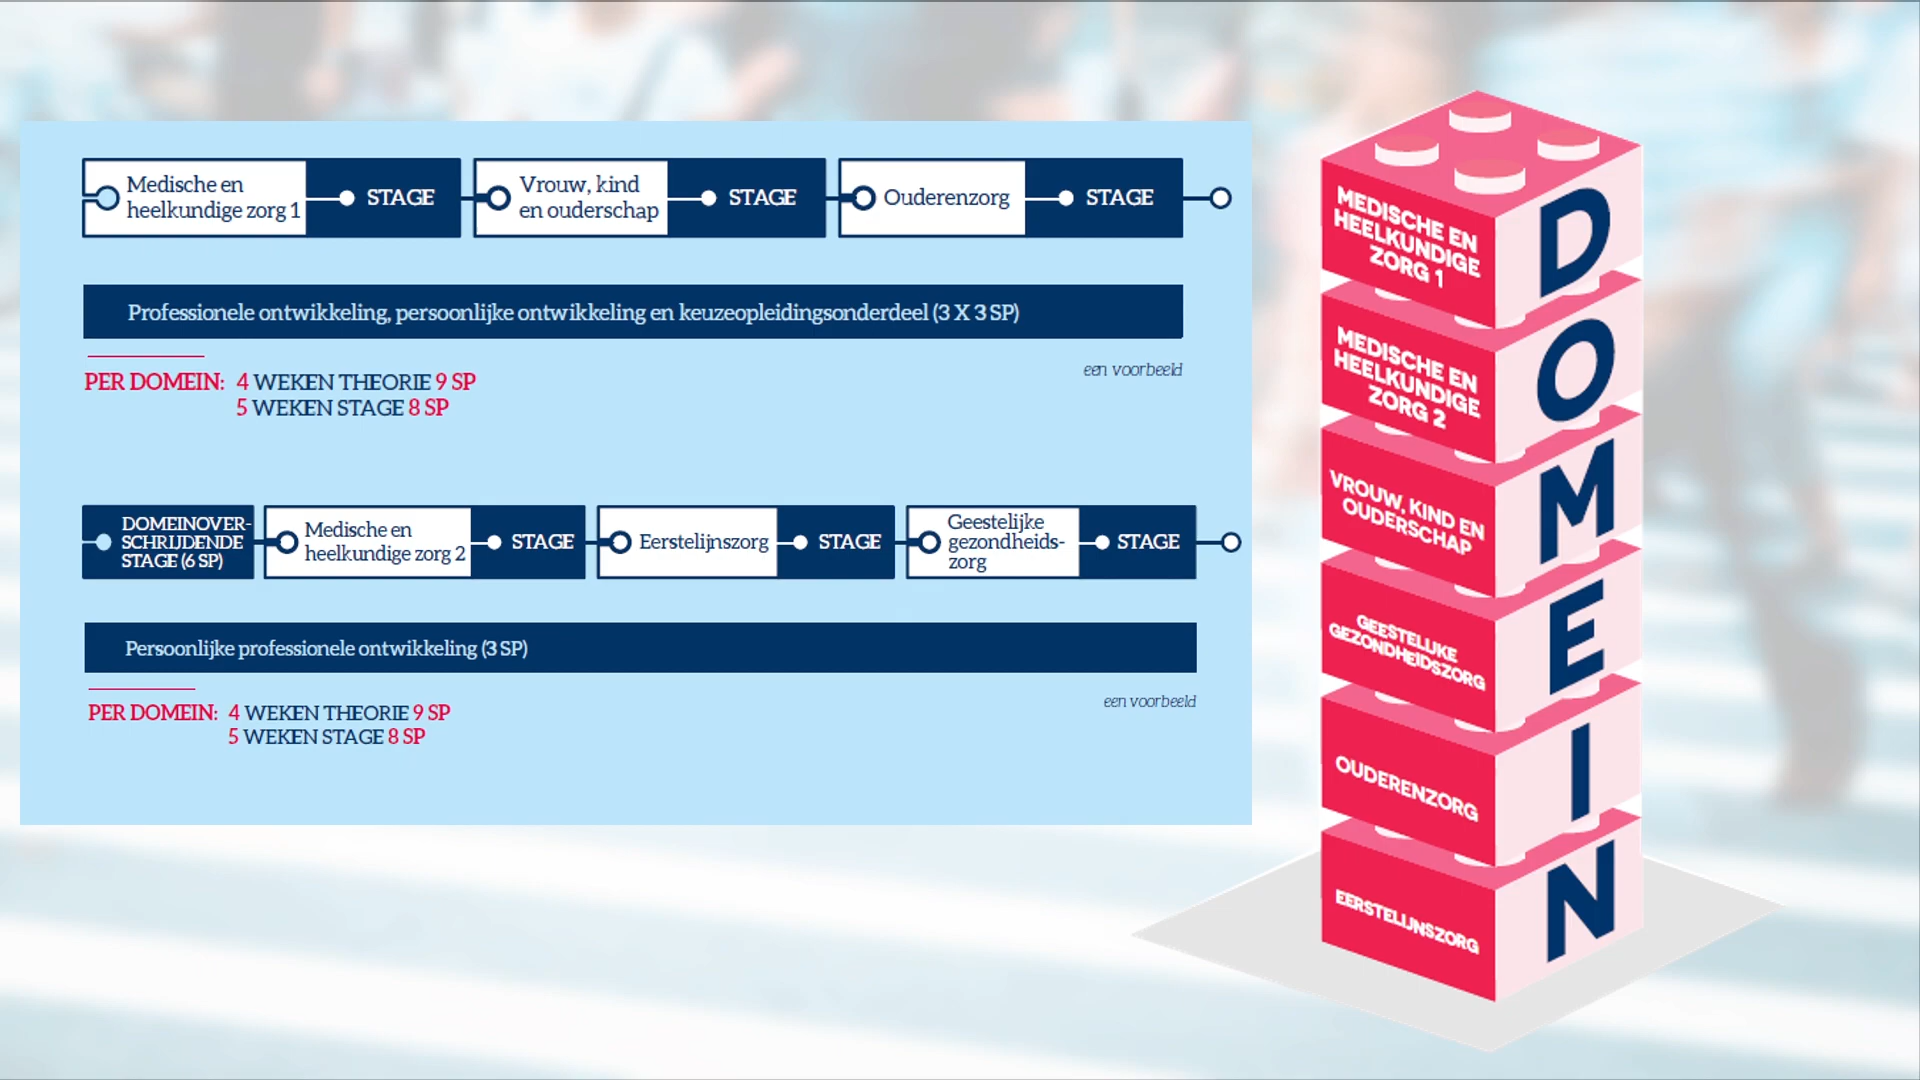 Medische en
heelkundige zorg 1
STAGE
Vrouw, kind
en ouderschap
STAGE
Ouderenzorg
STAGE
Professionele ontwikkeling, persoonlijke ontwikkeling en keuzeopleidingsonderdeel (3 X 3 SP)
een voorbeeld
PER DOMEIN: 4 WEKEN THEORIE 9 SP
5 WEKEN STAGE 8 SP
DOMEINOVER-
SCHRIJDENDE
STAGE (6 SP)
Medische en
heelkundige zorg 2
STAGE
Eerstelijnszorg
STAGE
Geestelijke
gezondheids-
zorg
STAGE
Persoonlijke professionele ontwikkeling (3 SP)
een voorbeeld
PER DOMEIN: 4 WEKEN THEORIE 9 SP
5 WEKEN STAGE 8 SP
MEDISCHE EN
HEELKUNDIGE
ZORG 1
D
MEDISCHE EN
HEELKUNDIGE
ZORG 2
O
VROUW, KIND EN
OUDERSCHAP
M
GEESTELIJKE
GEZONDHEIDSZORG
E
OUDERENZORG
I
EERSTELIJNSZORG
N